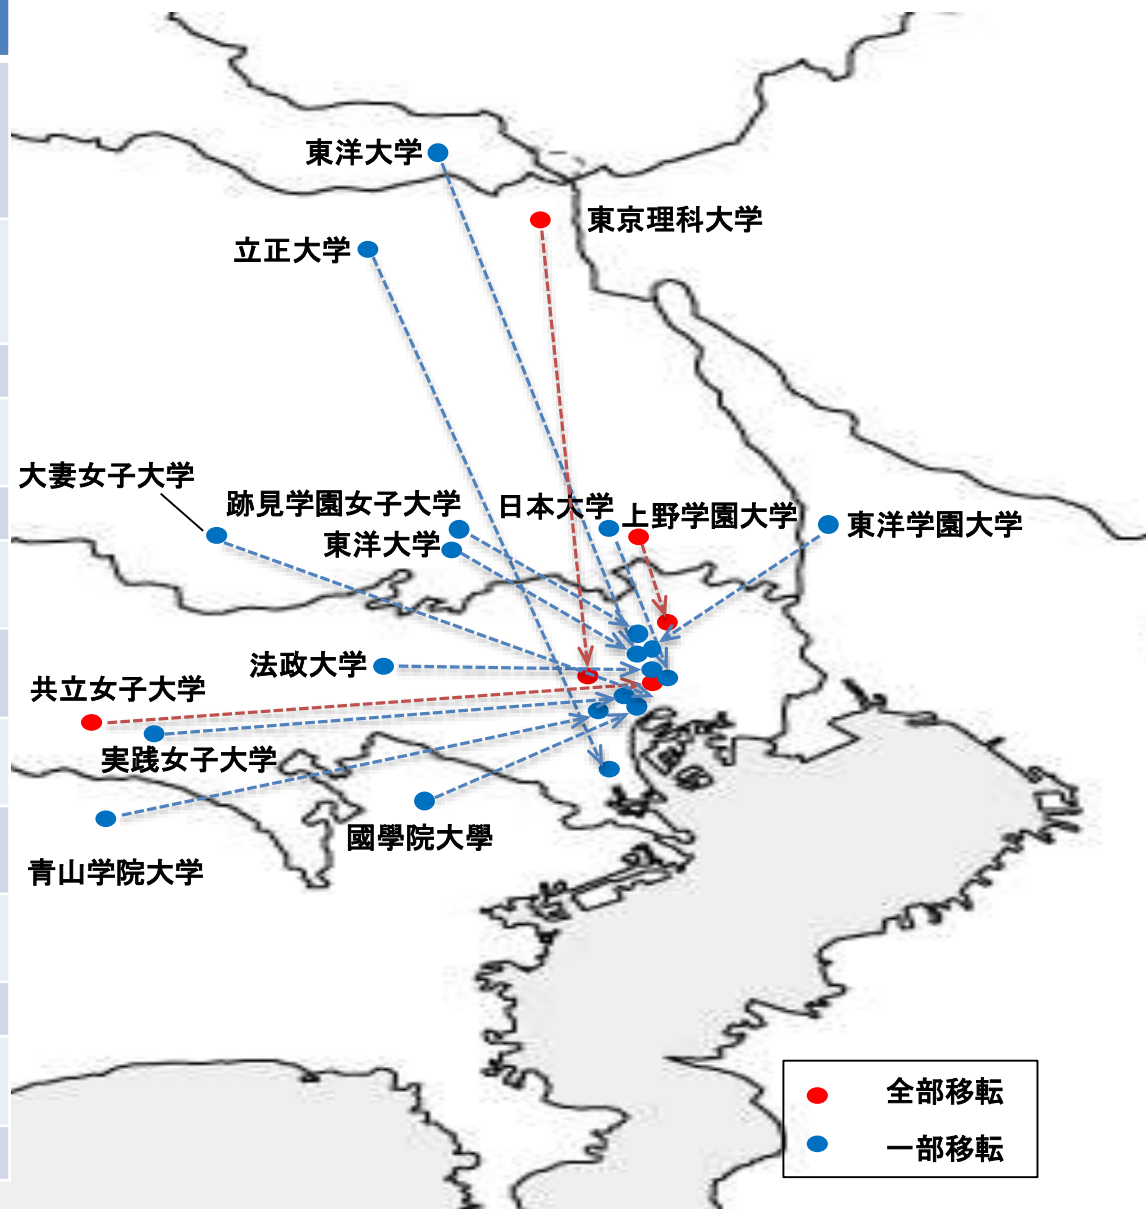 東洋大学
東京理科大学
立正大学
大妻女子大学
跡見学園女子大学
日本大学
上野学園大学
東洋学園大学
東洋大学
法政大学
共立女子大学
実践女子大学
國學院大學
青山学院大学
全部移転
一部移転